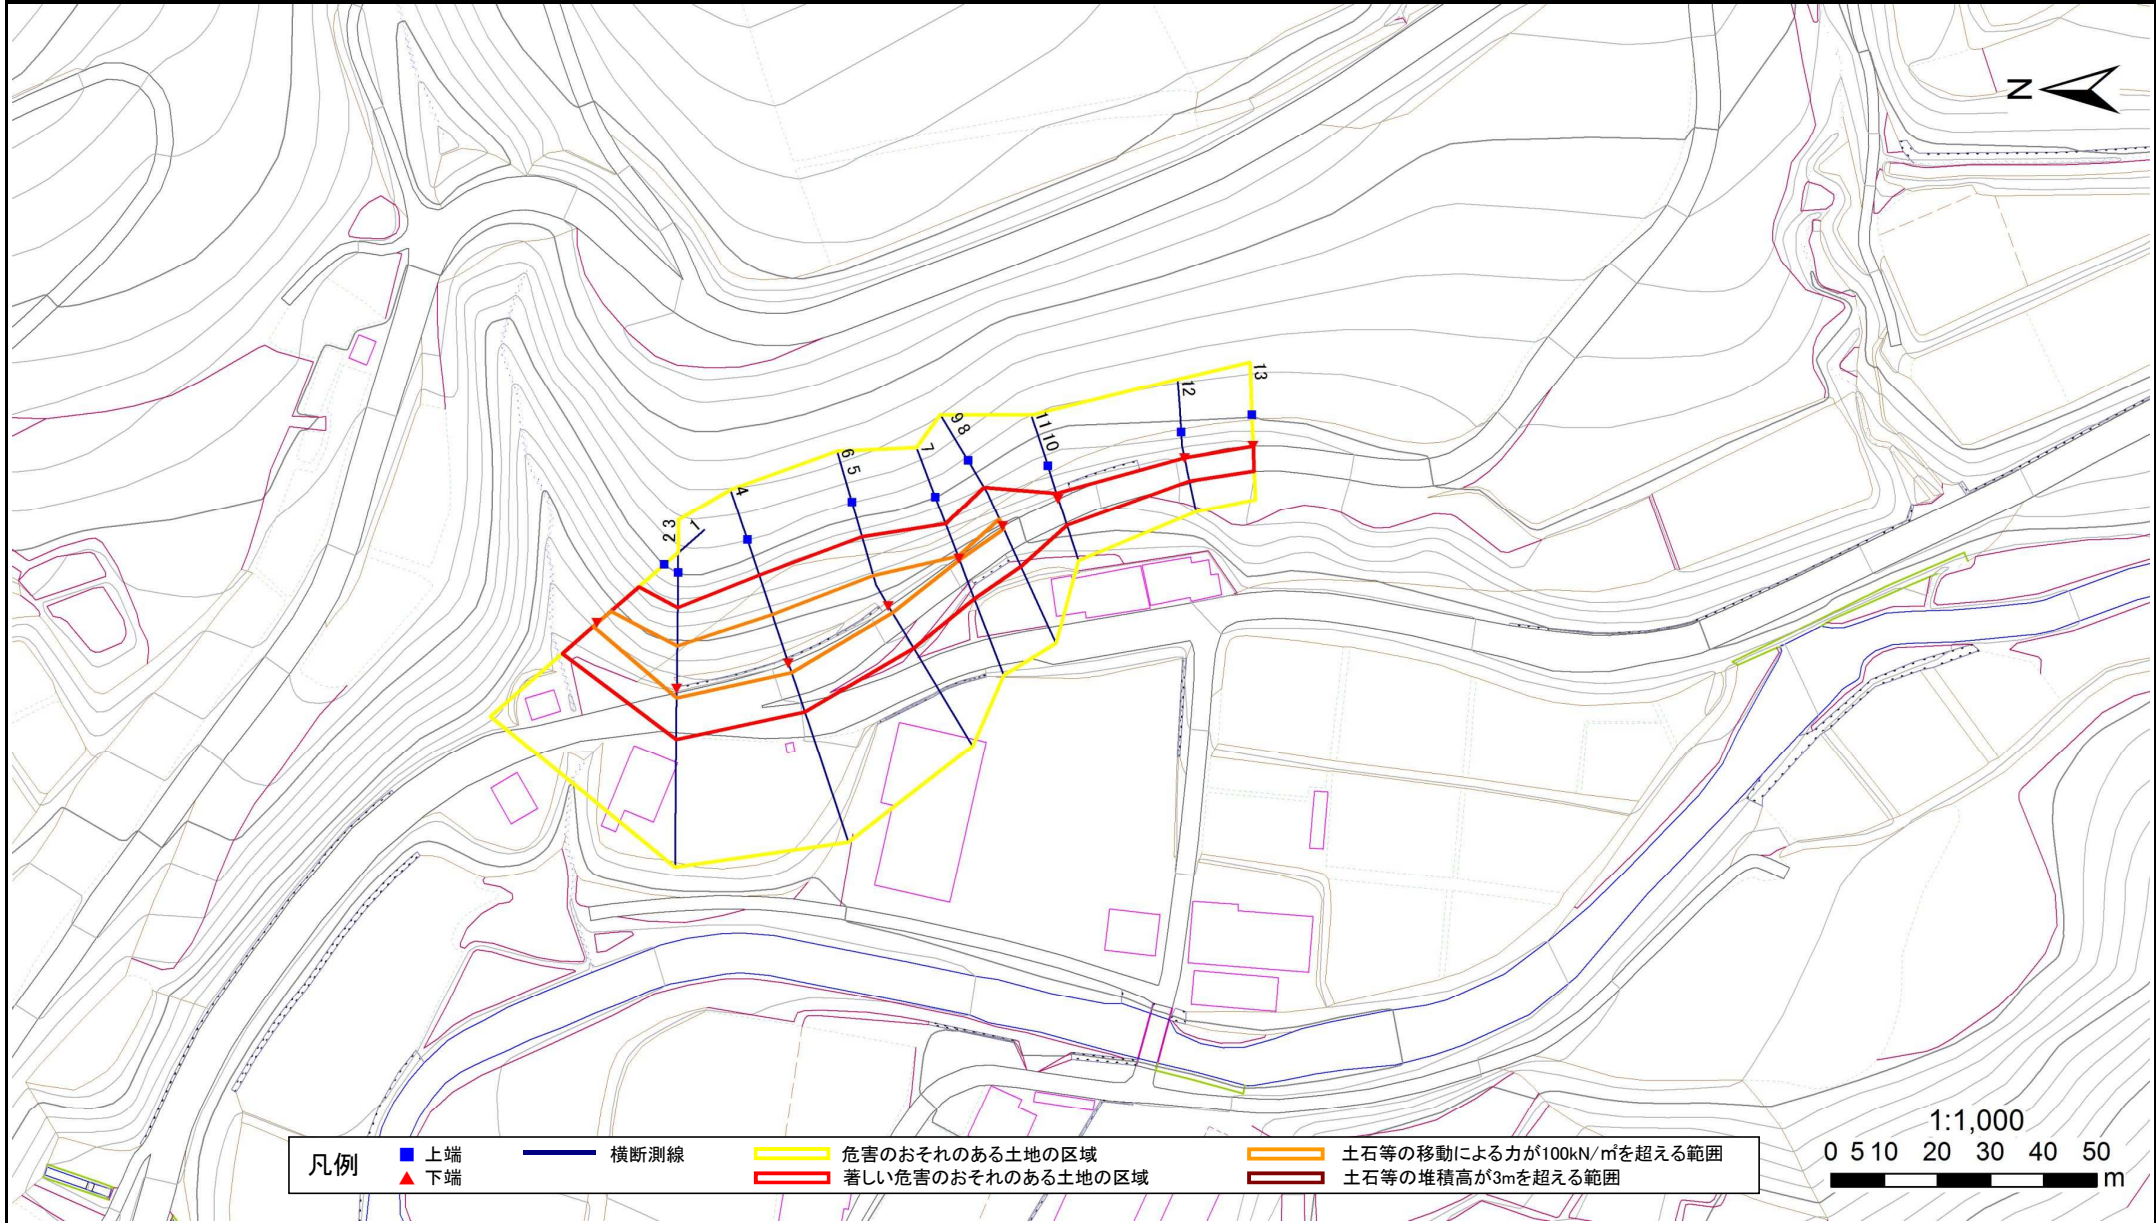 N
13
12
11
10
9
8
7
6
5
4
3
2
1
1:1,000
0 5 10 20 30 40 50
m
凡例
上端
下端
横断測線
危害のおそれのある土地の区域
著しい危害のおそれのある土地の区域
土石等の移動による力が100kN/㎡を超える範囲
土石等の堆積高が3mを超える範囲